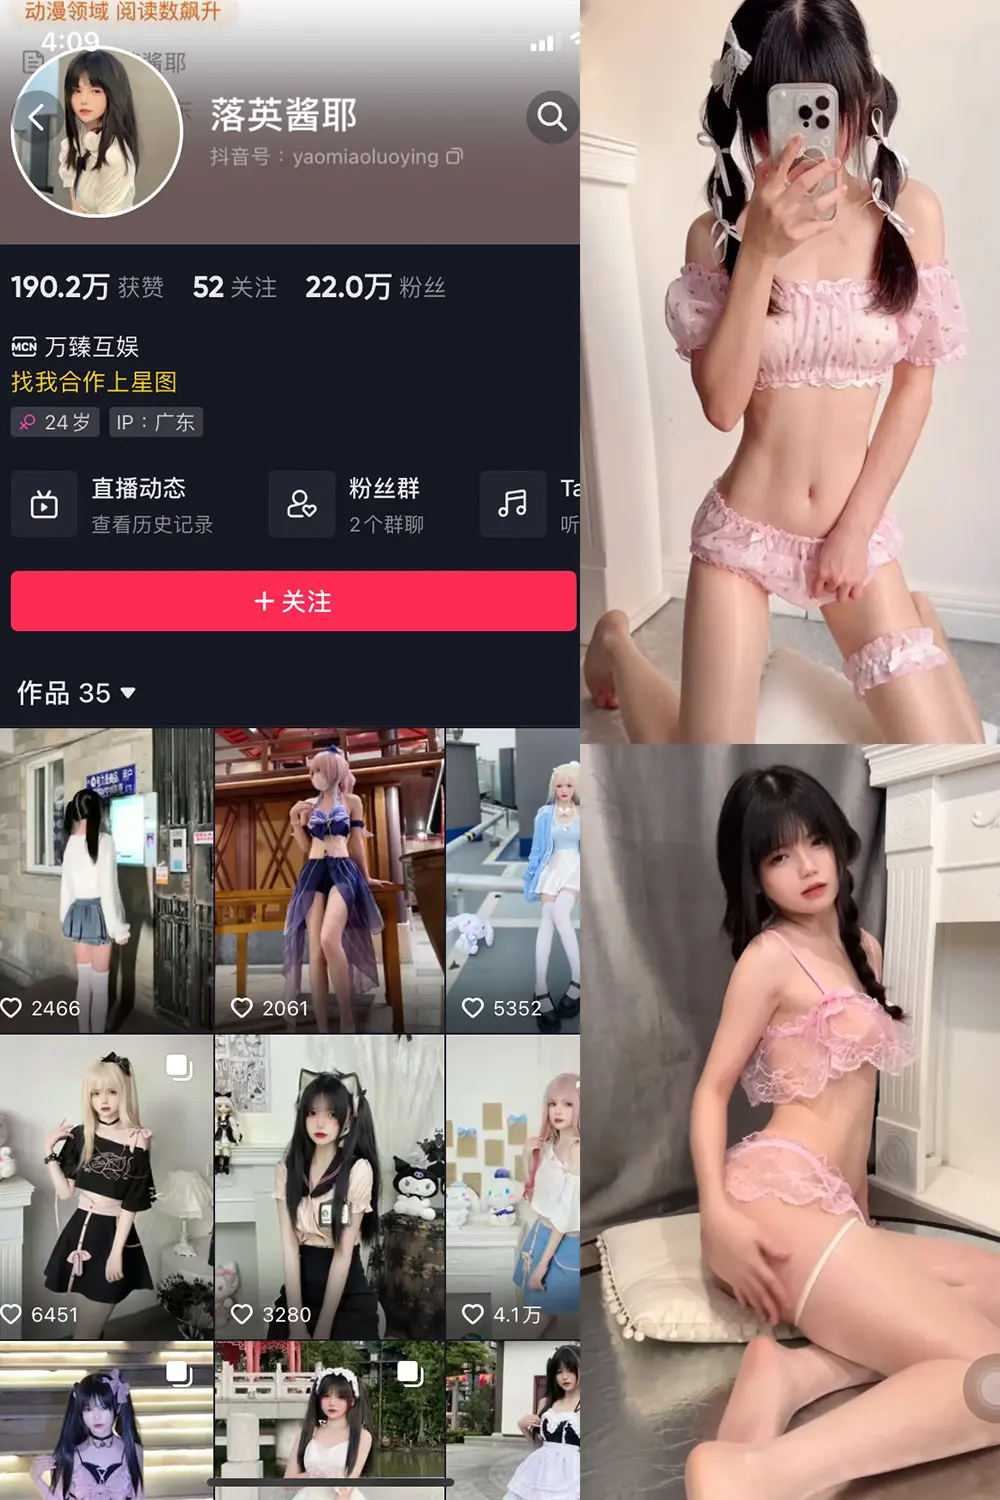 动漫领域 阅读数飙升
4:09
酱耶
落英酱耶
抖音号：yaomiaoluoying
190.2万 获赞 52 关注 22.0万 粉丝
MCN 万臻互娱
找我合作上星图
24岁 IP：广东
直播动态 粉丝群
查看历史记录 2个群聊 听
+ 关注
作品 35
2466 2061 5352
6451 3280 4.1万